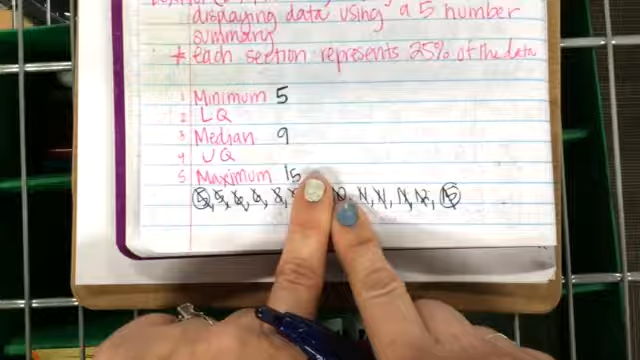 displaying data using a 5 number
summary
* each section represents 25% of the data
1 Minimum 5
2 LQ
3 Median 9
4 UQ
5 Maximum 15